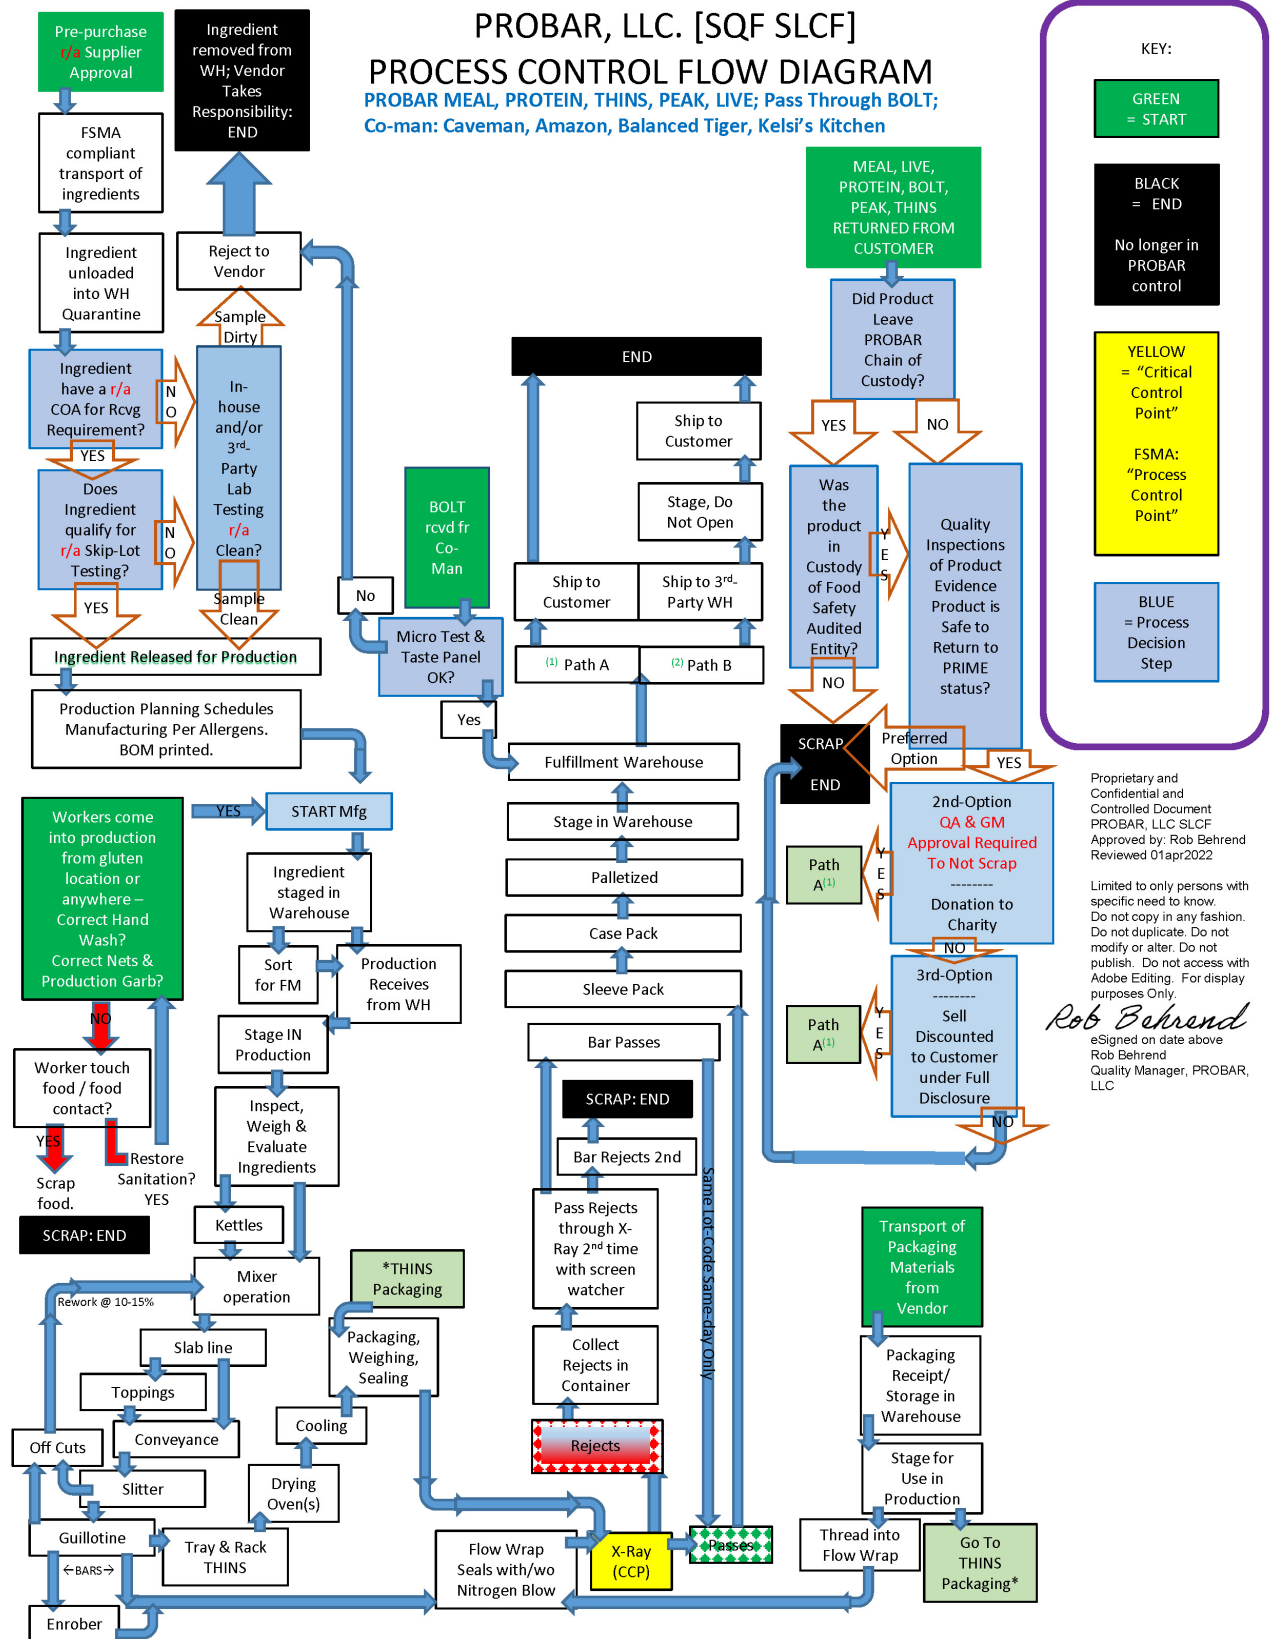 PROBAR, LLC. [SQF SLCF]
PROCESS CONTROL FLOW DIAGRAM
PROBAR MEAL, PROTEIN, THINS, PEAK, LIVE; Pass Through BOLT;
Co-man: Caveman, Amazon, Balanced Tiger, Kelsi's Kitchen
Pre-purchase
r/a Supplier
Approval
FSMA
compliant
transport of
ingredients
Ingredient
unloaded
into WH
Quarantine
Ingredient
have a r/a
COA for Rcvg
Requirement?
YES
NO
Does
Ingredient
qualify for
r/a Skip-Lot
Testing?
YES
NO
Ingredient
removed from
WH; Vendor
Takes
Responsibility:
END
Reject to
Vendor
Sample
Dirty
In-
house
and/or
3rd-
Party
Lab
Testing
r/a
Clean?
Sample
Clean
Ingredient Released for Production
Production Planning Schedules
Manufacturing Per Allergens.
BOM printed.
Workers come
into production
from gluten
location or
anywhere –
Correct Hand
Wash?
Correct Nets &
Production Garb?
YES
NO
Worker touch
food / food
contact?
YES
Scrap
food.
Restore
Sanitation?
YES
SCRAP: END
START Mfg
Ingredient
staged in
Warehouse
Sort
for FM
Production
Receives
from WH
Stage IN
Production
Inspect,
Weigh &
Evaluate
Ingredients
Kettles
Mixer
operation
Rework @ 10-15%
Slab line
Toppings
Conveyance
Off Cuts
Slitter
Guillotine
←BARS→
Enrober
Tray & Rack
THINS
Drying
Oven(s)
Cooling
Packaging,
Weighing,
Sealing
*THINS
Packaging
BOLT
rcvd fr
Co-
Man
Micro Test &
Taste Panel
OK?
No
Yes
END
Ship to
Customer
Stage, Do
Not Open
Ship to
Customer
Ship to 3rd-
Party WH
(1) Path A
(2) Path B
Fulfillment Warehouse
Stage in Warehouse
Palletized
Case Pack
Sleeve Pack
Bar Passes
SCRAP: END
Bar Rejects 2nd
Pass Rejects
through X-
Ray 2nd time
with screen
watcher
Collect
Rejects in
Container
Rejects
Same Lot-Code Same-day Only
Flow Wrap
Seals with/wo
Nitrogen Blow
X-Ray
(CCP)
Passes
MEAL, LIVE,
PROTEIN, BOLT,
PEAK, THINS
RETURNED FROM
CUSTOMER
Did Product
Leave
PROBAR
Chain of
Custody?
YES
NO
Was
the
product
in
Custody
of Food
Safety
Audited
Entity?
YES
NO
Quality
Inspections
of Product
Evidence
Product is
Safe to
Return to
PRIME
status?
Preferred
Option
YES
SCRAP
END
2nd-Option
QA & GM
Approval Required
To Not Scrap
--------
Donation to
Charity
YES
Path
A(1)
NO
3rd-Option
--------
Sell
Discounted
to Customer
under Full
Disclosure
YES
Path
A(1)
NO
Transport of
Packaging
Materials
from
Vendor
Packaging
Receipt/
Storage in
Warehouse
Stage for
Use in
Production
Thread into
Flow Wrap
Go To
THINS
Packaging*
KEY:
GREEN
= START
BLACK
= END
No longer in
PROBAR
control
YELLOW
= "Critical
Control
Point"
FSMA:
"Process
Control
Point"
BLUE
= Process
Decision
Step
Proprietary and
Confidential and
Controlled Document
PROBAR, LLC SLCF
Approved by: Rob Behrend
Reviewed 01apr2022
Limited to only persons with
specific need to know.
Do not copy in any fashion.
Do not duplicate. Do not
modify or alter. Do not
publish. Do not access with
Adobe Editing. For display
purposes Only.
Rob Behrend
eSigned on date above
Rob Behrend
Quality Manager, PROBAR,
LLC